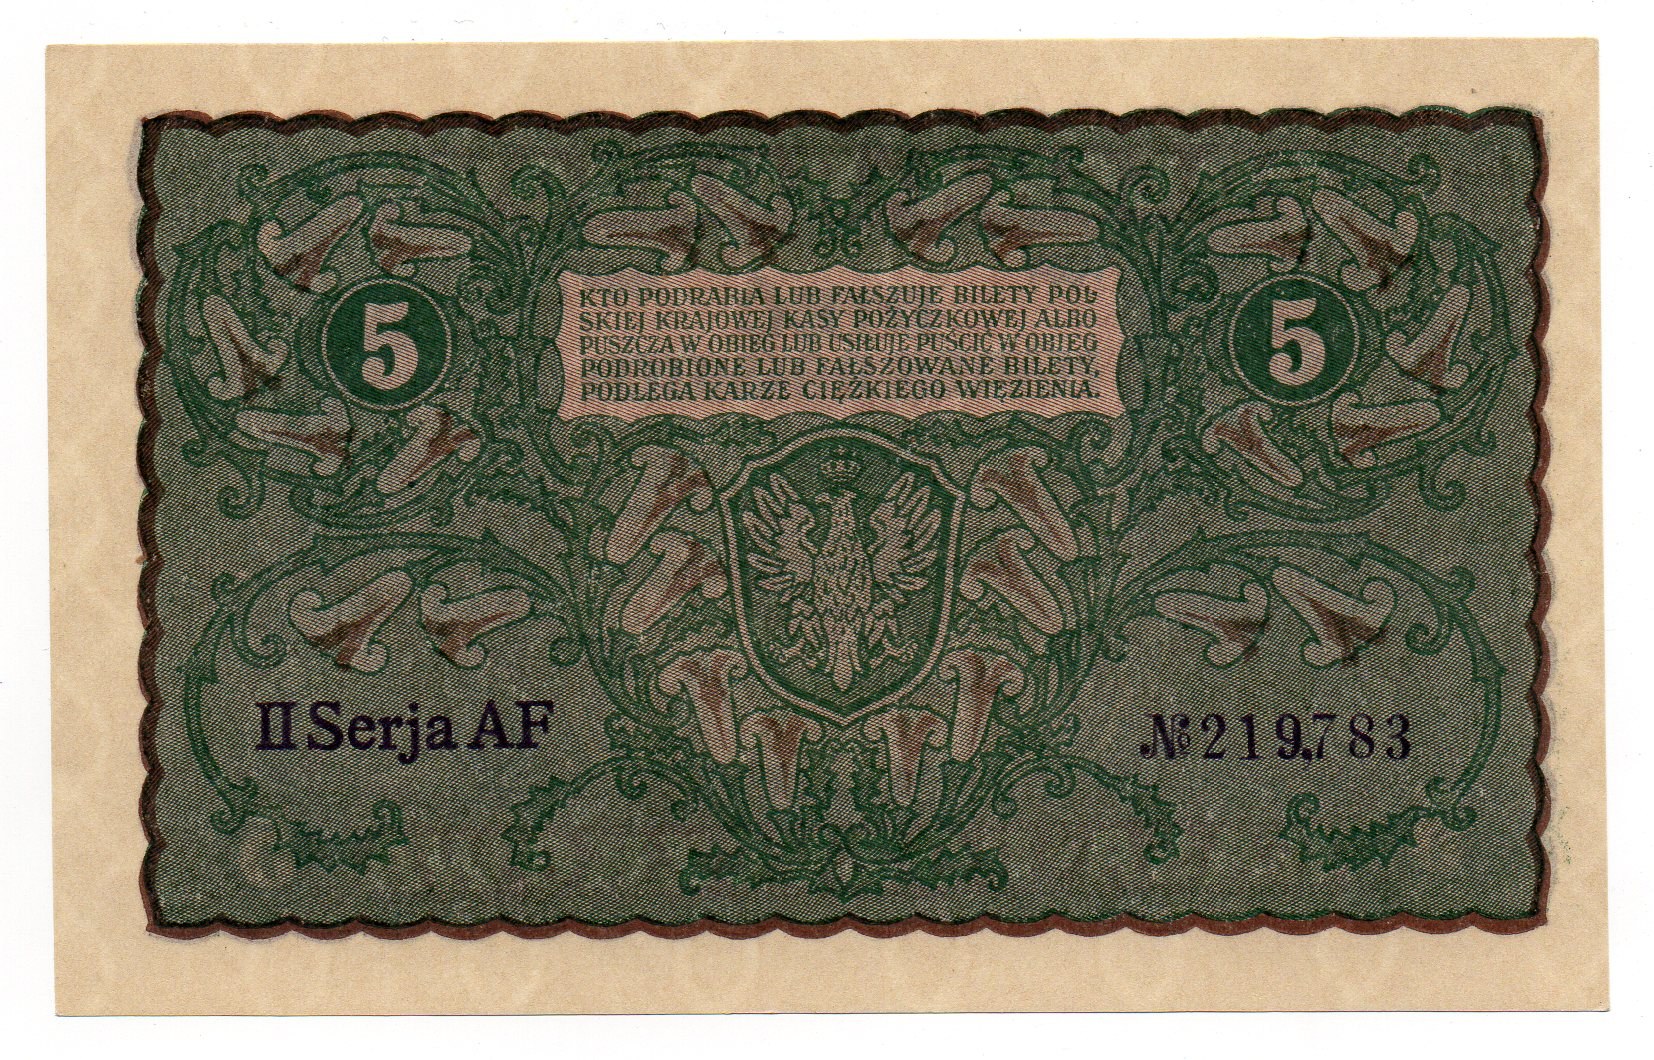 KTO PODRABIA LUB FAŁSZUJE BILETY POL-
SKIEJ KRAJOWEJ KASY POŻYCZKOWEJ ALBO
PUSZCZA W OBIEG LUB USIŁUJE PUŚCIĆ W OBIEG
PODROBIONE LUB FAŁSZOWANE BILETY,
PODLEGA KARZE CIĘŻKIEGO WIĘZIENIA.
5
5
II Serja AF
№ 219,783